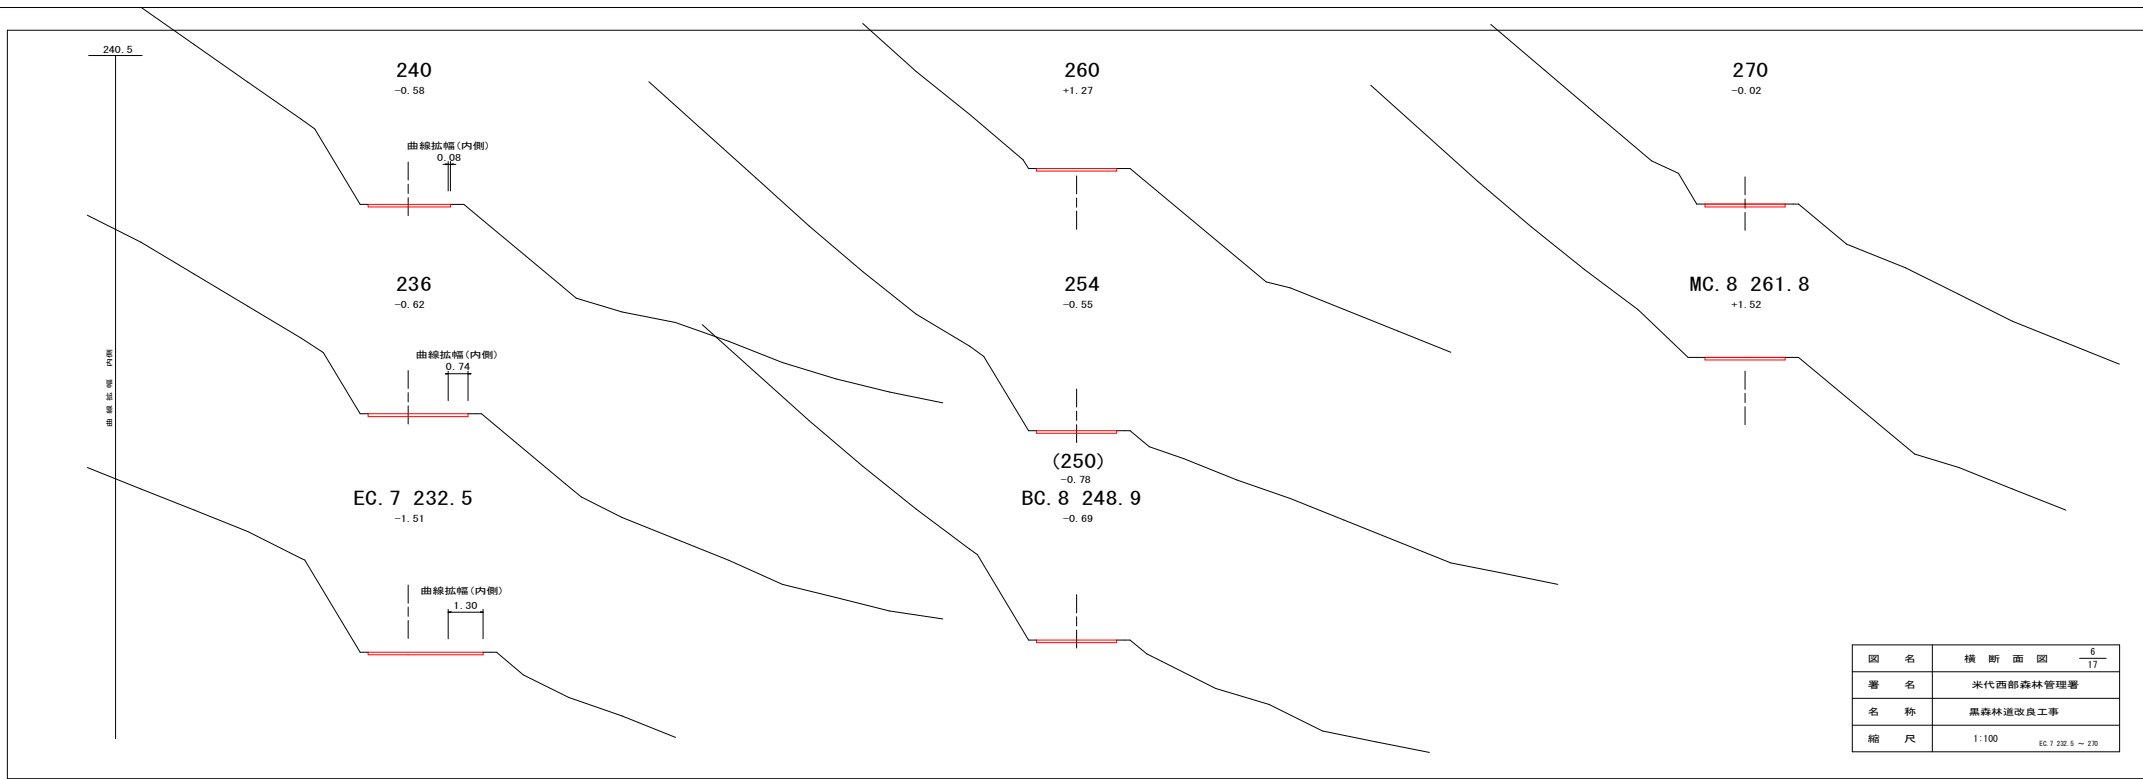 240.5
240
-0.58
曲線拡幅(内側)
0.08
236
-0.62
曲線拡幅(内側)
0.74
曲線拡幅 内側
EC.7 232.5
-1.51
曲線拡幅(内側)
1.30
260
+1.27
254
-0.55
(250)
-0.78
BC.8 248.9
-0.69
270
-0.02
MC.8 261.8
+1.52
図名 横断面図 6/17
署名 米代西部森林管理署
名称 黒森林道改良工事
縮尺 1:100 EC.7 232.5 ～ 270